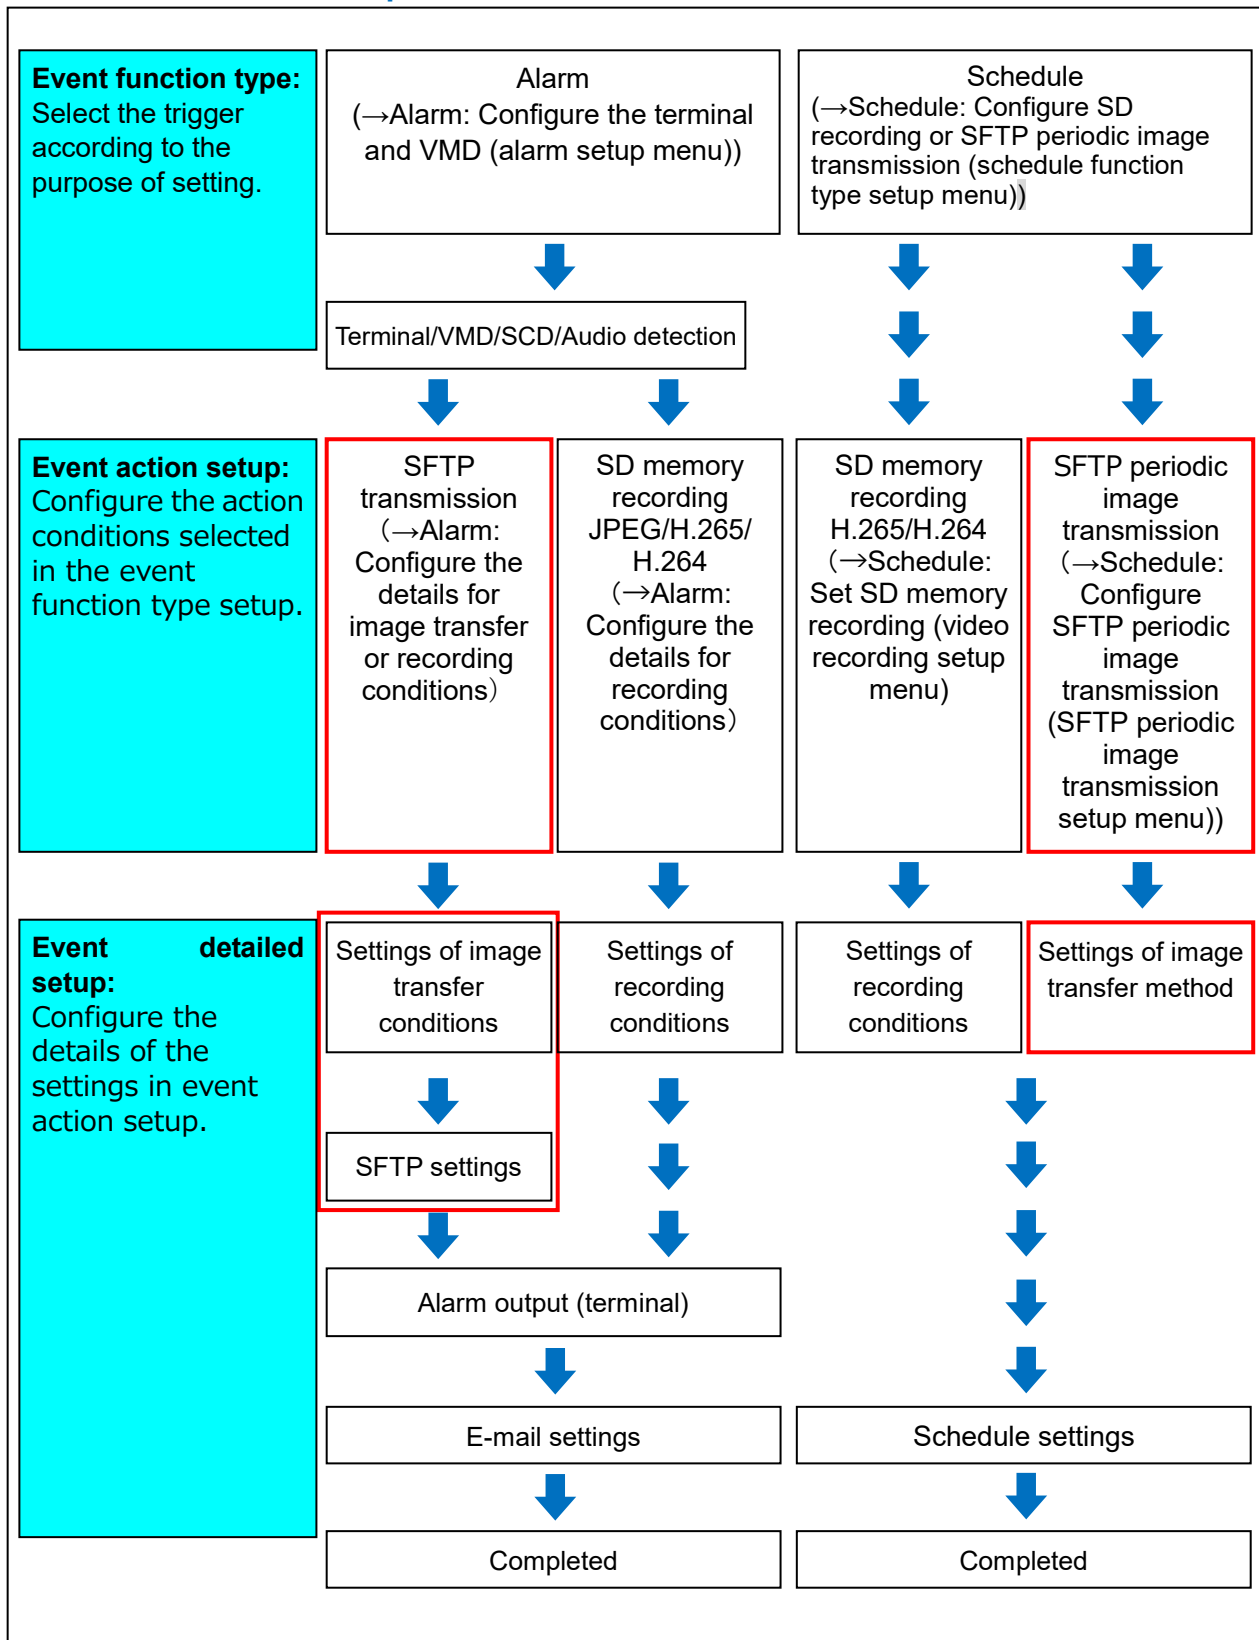 Event function type:
Select the trigger
according to the
purpose of setting.
Alarm
(→Alarm: Configure the terminal
and VMD (alarm setup menu))
Schedule
(→Schedule: Configure SD
recording or SFTP periodic image
transmission (schedule function
type setup menu))
Terminal/VMD/SCD/Audio detection
Event action setup:
Configure the action
conditions selected
in the event
function type setup.
SFTP
transmission
（→Alarm:
Configure the
details for
image transfer
or recording
conditions）
SD memory
recording
JPEG/H.265/
H.264
（→Alarm:
Configure the
details for
recording
conditions）
SD memory
recording
H.265/H.264
（→Schedule:
Set SD memory
recording (video
recording setup
menu)
SFTP periodic
image
transmission
（→Schedule:
Configure
SFTP periodic
image
transmission
(SFTP periodic
image
transmission
setup menu))
Event detailed
setup:
Configure the
details of the
settings in event
action setup.
Settings of image
transfer
conditions
Settings of
recording
conditions
Settings of
recording
conditions
Settings of image
transfer method
SFTP settings
Alarm output (terminal)
E-mail settings
Schedule settings
Completed
Completed